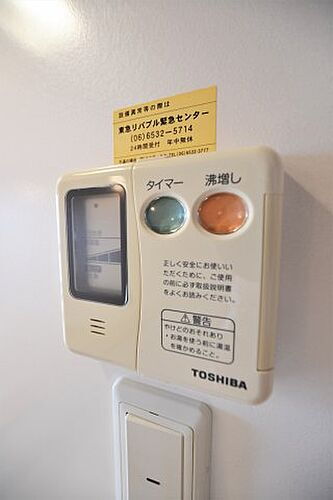 設備異常等の際は
東急リバブル緊急センター
(06)6532-5714
24時間受付 年中無休
TEL(06)6538-3777
タイマー 沸増し
正しく安全にお使いい
ただくために、ご使用
の前に必ず取扱説明書
をよくお読みください。
⚠警告
やけどのおそれあり
・お湯を使う前に湯温
を確かめること。
TOSHIBA